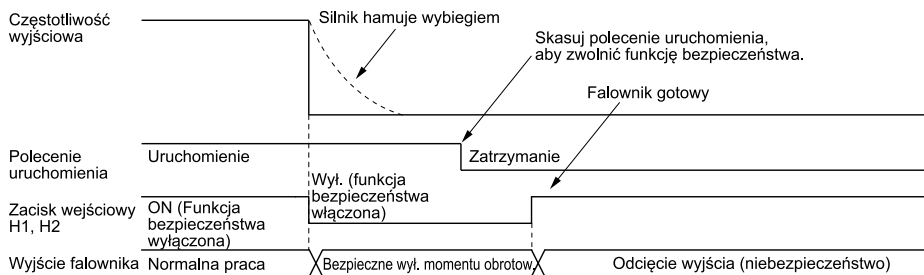 Częstotliwość
wyjściowa
Silnik hamuje wybiegiem
Skasuj polecenie uruchomienia,
aby zwolnić funkcję bezpieczeństwa.
Falownik gotowy
Polecenie
uruchomienia
Uruchomienie
Zatrzymanie
Zacisk wejściowy
H1, H2
ON (Funkcja
bezpieczeństwa
wyłączona)
Wył. (funkcja
bezpieczeństwa
włączona)
Wyjście falownika
Normalna praca
Bezpieczne wył. momentu obrotow.
Odcięcie wyjścia (niebezpieczeństwo)